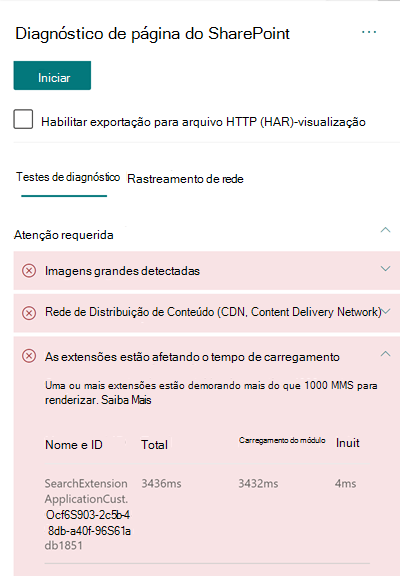 Diagnóstico de página do SharePoint
Iniciar
Habilitar exportação para arquivo HTTP (HAR)-visualização
Testes de diagnóstico Rastreamento de rede
Atenção requerida
Imagens grandes detectadas
Rede de Distribuição de Conteúdo (CDN, Content Delivery Network)
As extensões estão afetando o tempo de carregamento
Uma ou mais extensões estão demorando mais do que 1000 MMS para
renderizar. Saiba Mais
Nome e ID Total Carregamento do módulo Inuit
SearchExtension 3436ms 3432ms 4ms
ApplicationCust.
Ocf6S903-2c5b-4
8db-a40f-96S61a
db1851